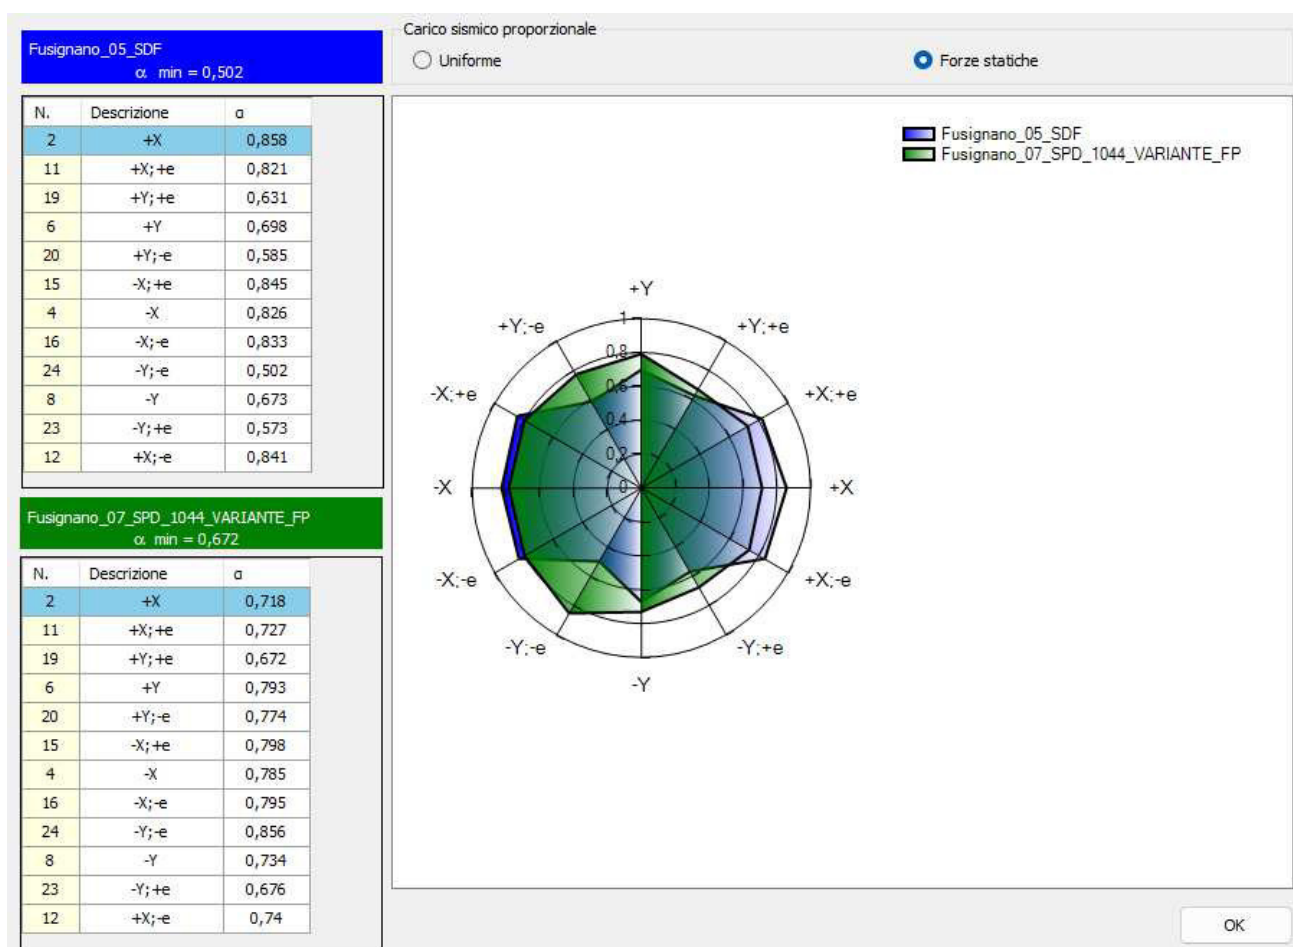 Fusignano_05_SDF
α min = 0,502
N. Descrizione α
2 +X 0,858
11 +X;+e 0,821
19 +Y;+e 0,631
6 +Y 0,698
20 +Y;-e 0,585
15 -X;+e 0,845
4 -X 0,826
16 -X;-e 0,833
24 -Y;-e 0,502
8 -Y 0,673
23 -Y;+e 0,573
12 +X;-e 0,841
Fusignano_07_SPD_1044_VARIANTE_FP
α min = 0,672
N. Descrizione α
2 +X 0,718
11 +X;+e 0,727
19 +Y;+e 0,672
6 +Y 0,793
20 +Y;-e 0,774
15 -X;+e 0,798
4 -X 0,785
16 -X;-e 0,795
24 -Y;-e 0,856
8 -Y 0,734
23 -Y;+e 0,676
12 +X;-e 0,74
Carico sismico proporzionale
Uniforme Forze statiche
Fusignano_05_SDF
Fusignano_07_SPD_1044_VARIANTE_FP
+Y
+Y;-e +Y;+e
-X;+e +X;+e
-X +X
-X;-e +X;-e
-Y;-e -Y;+e
-Y
1
0,8
0,6
0,4
0,2
0
OK